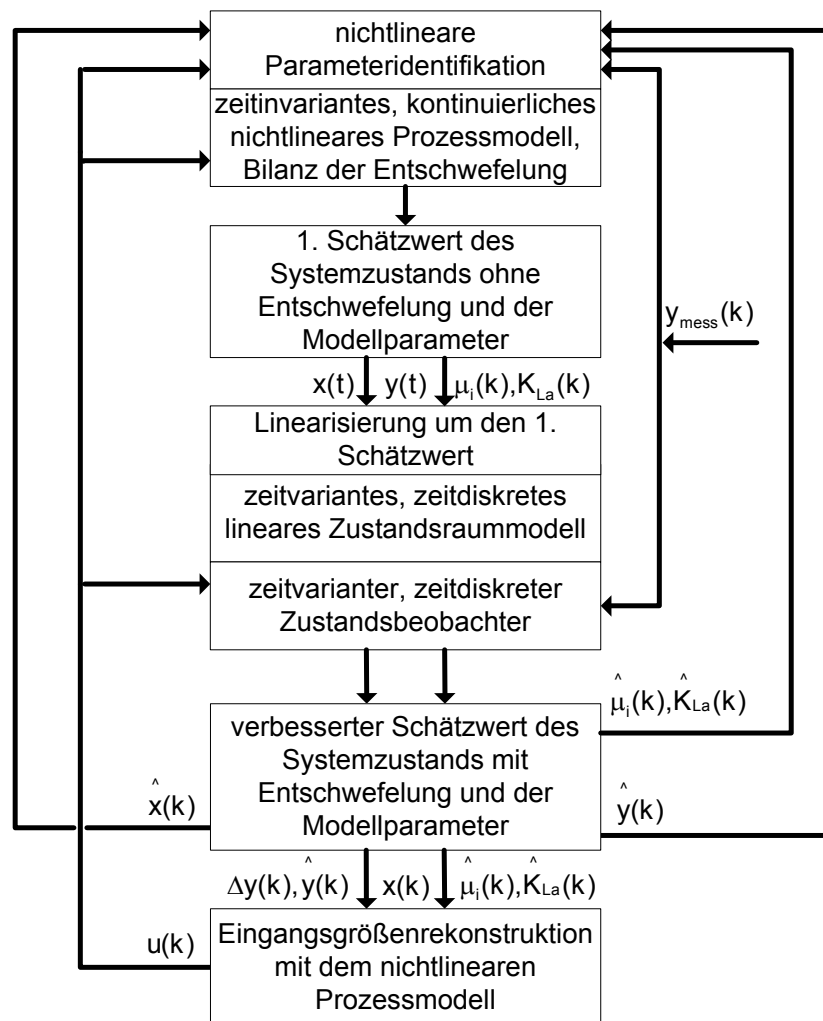 nichtlineare
Parameteridentifikation
zeitinvariantes, kontinuierliches
nichtlineares Prozessmodell,
Bilanz der Entschwefelung
1. Schätzwert des
Systemzustands ohne
Entschwefelung und der
Modellparameter
y_mess(k)
x(t) y(t) μ_i(k),K_La(k)
Linearisierung um den 1.
Schätzwert
zeitvariantes, zeitdiskretes
lineares Zustandsraummodell
zeitvarianter, zeitdiskreter
Zustandsbeobachter
μ̂_i(k),K̂_La(k)
verbesserter Schätzwert des
Systemzustands mit
Entschwefelung und der
Modellparameter
x̂(k)
ŷ(k)
Δy(k),ŷ(k) x(k) μ̂_i(k),K̂_La(k)
u(k)
Eingangsgrößenrekonstruktion
mit dem nichtlinearen
Prozessmodell